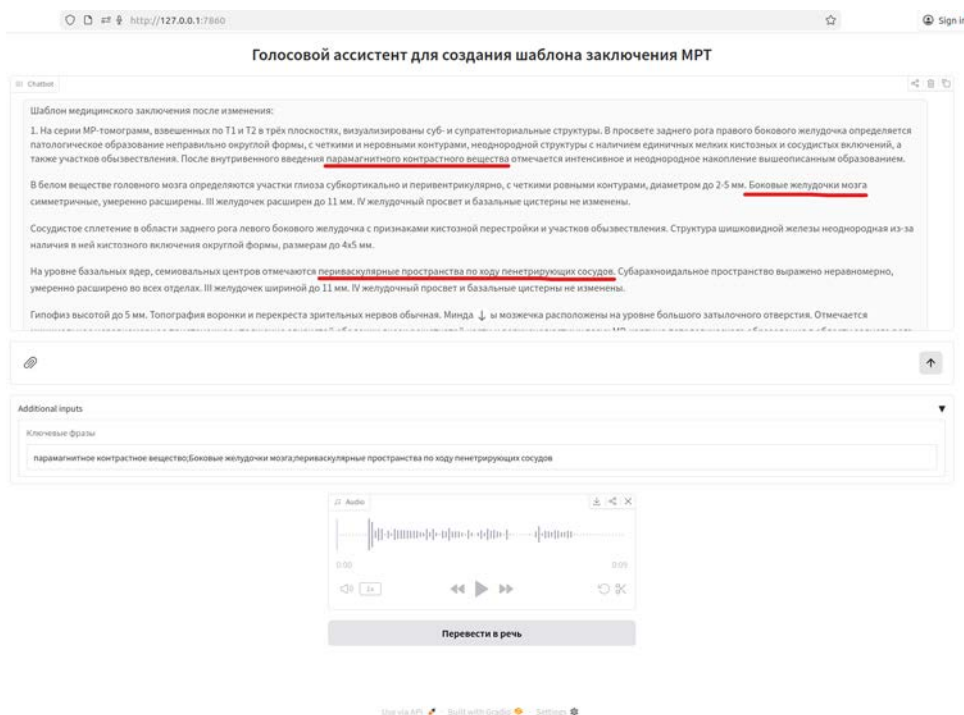 http://127.0.0.1:7860
Sign in
Голосовой ассистент для создания шаблона заключения МРТ
Chatbot
Шаблон медицинского заключения после изменения:
1. На серии МР-томограмм, взвешенных по Т1 и Т2 в трёх плоскостях, визуализированы суб- и супратенториальные структуры. В просвете заднего рога правого бокового желудочка определяется
патологическое образование неправильно округлой формы, с четкими и неровными контурами, неоднородной структуры с наличием единичных мелких кистозных и сосудистых включений, а
также участков обызвествления. После внутривенного введения парамагнитного контрастного вещества отмечается интенсивное и неоднородное накопление вышеописанным образованием.
В белом веществе головного мозга определяются участки глиоза субкортикально и перивентрикулярно, с четкими ровными контурами, диаметром до 2-5 мм. Боковые желудочки мозга
симметричные, умеренно расширены. III желудочек расширен до 11 мм. IV желудочный просвет и базальные цистерны не изменены.
Сосудистое сплетение в области заднего рога левого бокового желудочка с признаками кистозной перестройки и участков обызвествления. Структура шишковидной железы неоднородная из-за
наличия в ней кистозного включения округлой формы, размерам до 4х5 мм.
На уровне базальных ядер, семиовальных центров отмечаются периваскулярные пространства по ходу пенетрирующих сосудов. Субарахноидальное пространство выражено неравномерно,
умеренно расширено во всех отделах. III желудочек шириной до 11 мм. IV желудочный просвет и базальные цистерны не изменены.
Гипофиз высотой до 5 мм. Топография воронки и перекреста зрительных нервов обычная. Минда ↓ ы мозжечка расположены на уровне большого затылочного отверстия. Отмечается
Additional inputs
Ключевые фразы
парамагнитное контрастное вещество;Боковые желудочки мозга;периваскулярные пространства по ходу пенетрирующих сосудов
Audio
0:00 0:09
1x
Перевести в речь
Use via API · Built with Gradio · Settings